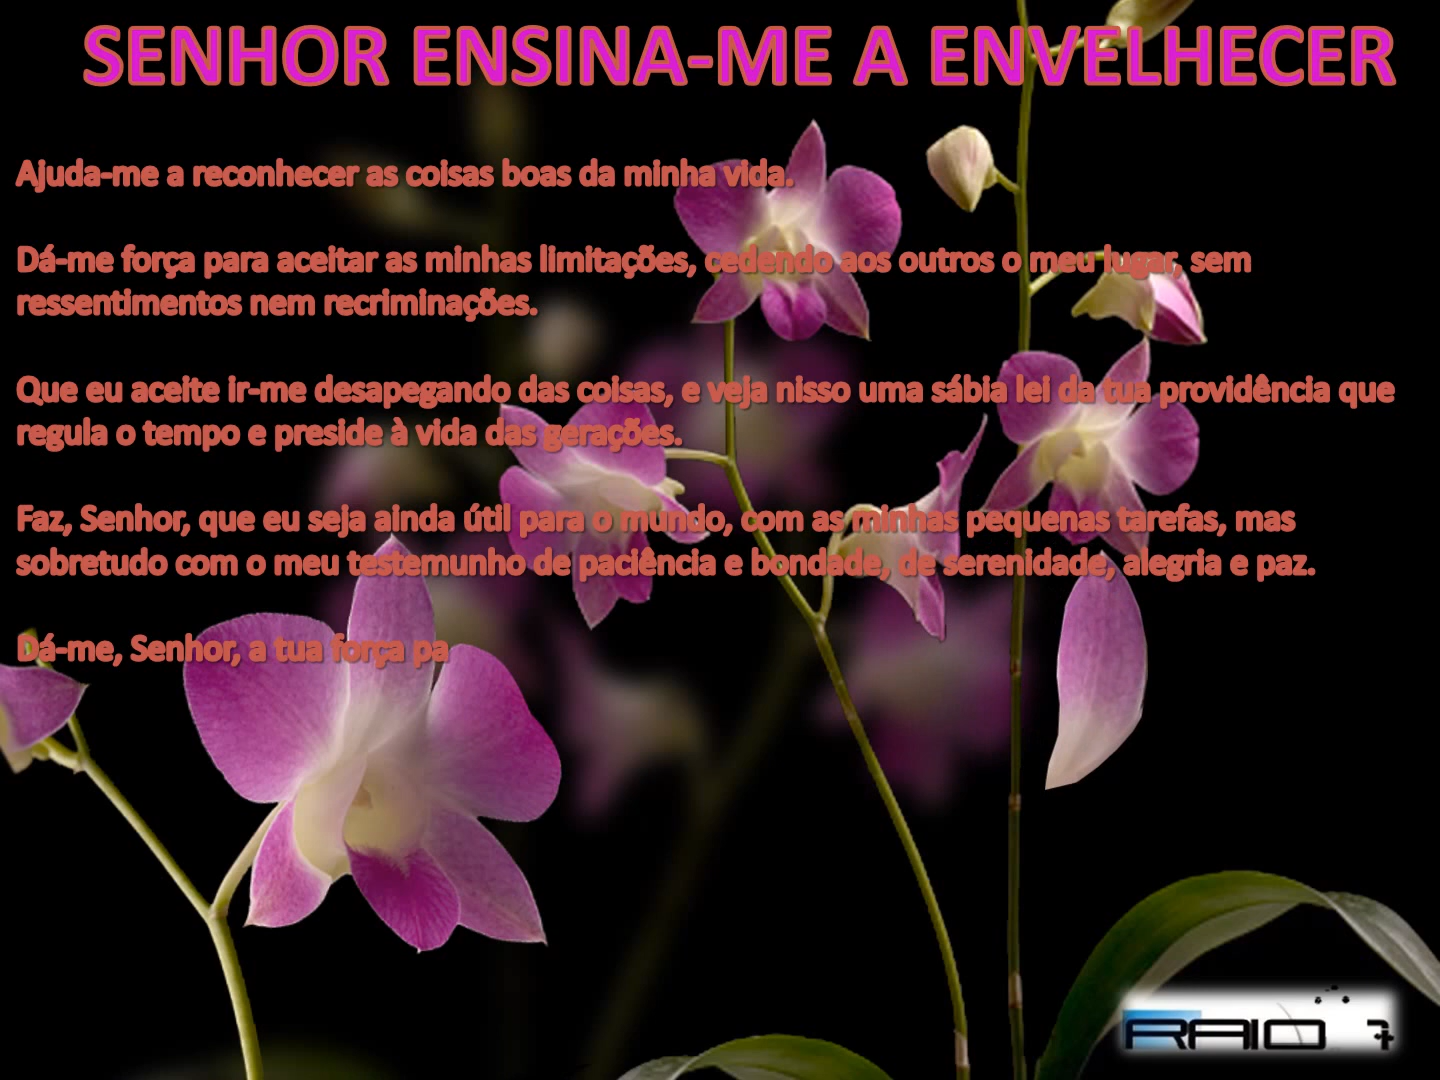 SENHOR ENSINA-ME A ENVELHECER
Ajuda-me a reconhecer as coisas boas da minha vida.
Dá-me força para aceitar as minhas limitações, cedendo aos outros o meu lugar, sem
ressentimentos nem recriminações.
Que eu aceite ir-me desapegando das coisas, e veja nisso uma sábia lei da tua providência que
regula o tempo e preside à vida das gerações.
Faz, Senhor, que eu seja ainda útil para o mundo, com as minhas pequenas tarefas, mas
sobretudo com o meu testemunho de paciência e bondade, de serenidade, alegria e paz.
Dá-me, Senhor, a tua força pa
RAIO 7